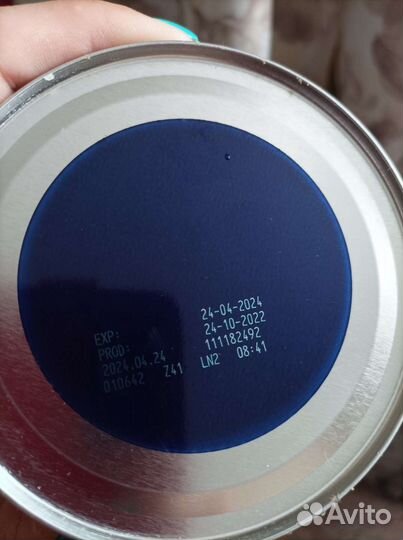 EXP: 24-04-2024
PROD: 24-10-2022
2024.04.24 111182492
010642 Z41 LN2 08:41
Avito